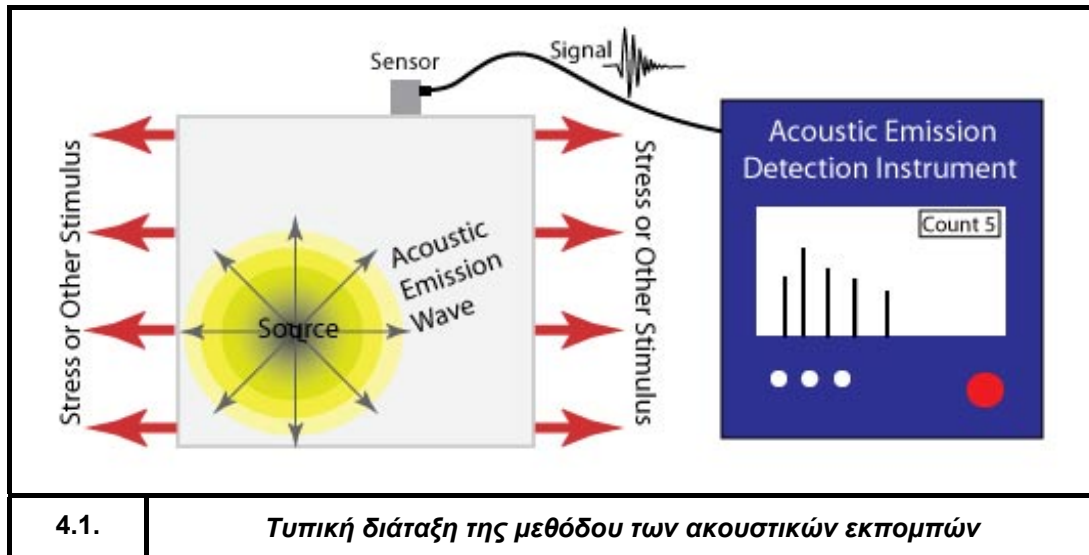 Sensor
Signal
Stress or Other Stimulus
Source
Acoustic
Emission
Wave
Stress or Other Stimulus
Acoustic Emission
Detection Instrument
Count 5
4.1.
Τυπική διάταξη της μεθόδου των ακουστικών εκπομπών